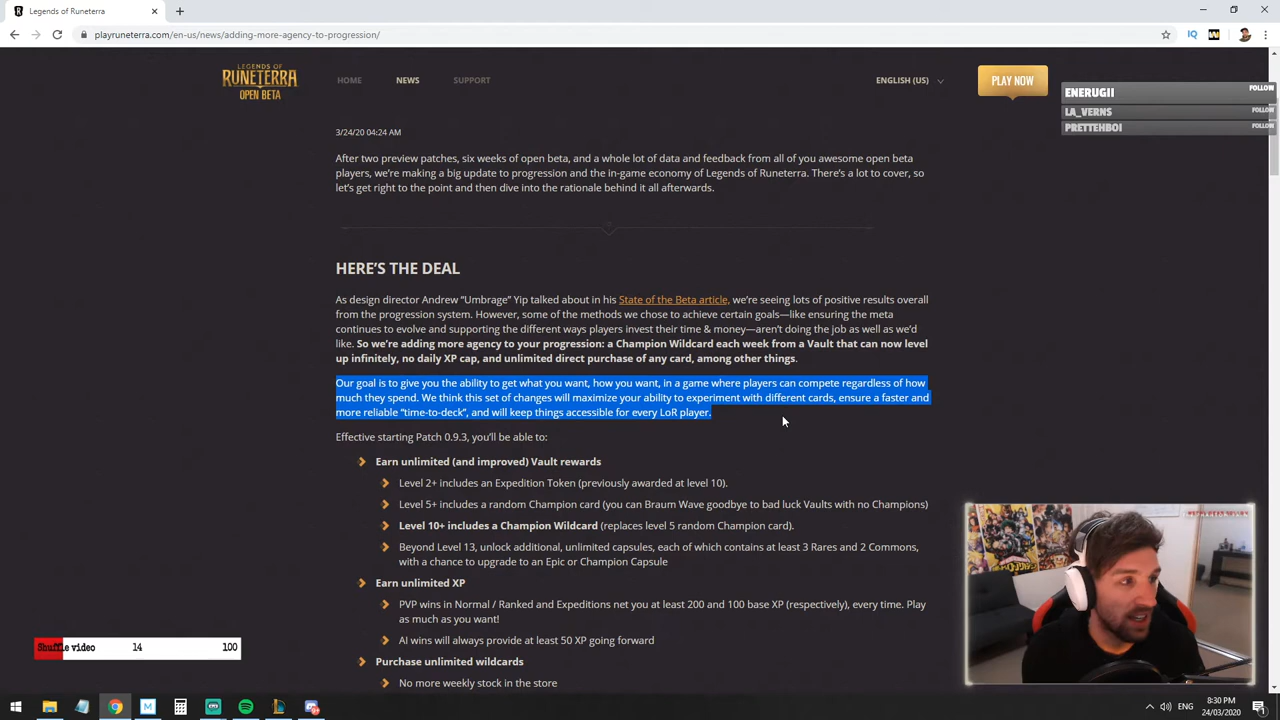 Legends of Runeterra
playruneterra.com/en-us/news/adding-more-agency-to-progression/
LEGENDS OF
RUNETERRA
OPEN BETA
HOME
NEWS
SUPPORT
ENGLISH (US)
PLAY NOW
ENERUGII
FOLLOW
LA_VERNS
FOLLOW
PRETTEHBOI
FOLLOW
3/24/20 04:24 AM
After two preview patches, six weeks of open beta, and a whole lot of data and feedback from all of you awesome open beta
players, we’re making a big update to progression and the in-game economy of Legends of Runeterra. There’s a lot to cover, so
let’s get right to the point and then dive into the rationale behind it all afterwards.
HERE’S THE DEAL
As design director Andrew “Umbrage” Yip talked about in his State of the Beta article, we’re seeing lots of positive results overall
from the progression system. However, some of the methods we chose to achieve certain goals—like ensuring the meta
continues to evolve and supporting the different ways players invest their time & money—aren’t doing the job as well as we’d
like. So we’re adding more agency to your progression: a Champion Wildcard each week from a Vault that can now level
up infinitely, no daily XP cap, and unlimited direct purchase of any card, among other things.
Our goal is to give you the ability to get what you want, how you want, in a game where players can compete regardless of how
much they spend. We think this set of changes will maximize your ability to experiment with different cards, ensure a faster and
more reliable “time-to-deck”, and will keep things accessible for every LoR player.
Effective starting Patch 0.9.3, you’ll be able to:
Earn unlimited (and improved) Vault rewards
Level 2+ includes an Expedition Token (previously awarded at level 10).
Level 5+ includes a random Champion card (you can Braum Wave goodbye to bad luck Vaults with no Champions)
Level 10+ includes a Champion Wildcard (replaces level 5 random Champion card).
Beyond Level 13, unlock additional, unlimited capsules, each of which contains at least 3 Rares and 2 Commons,
with a chance to upgrade to an Epic or Champion Capsule
Earn unlimited XP
PVP wins in Normal / Ranked and Expeditions net you at least 200 and 100 base XP (respectively), every time. Play
as much as you want!
AI wins will always provide at least 50 XP going forward
Purchase unlimited wildcards
No more weekly stock in the store
Shuffle video 14 100
ENG
8:30 PM
24/03/2020